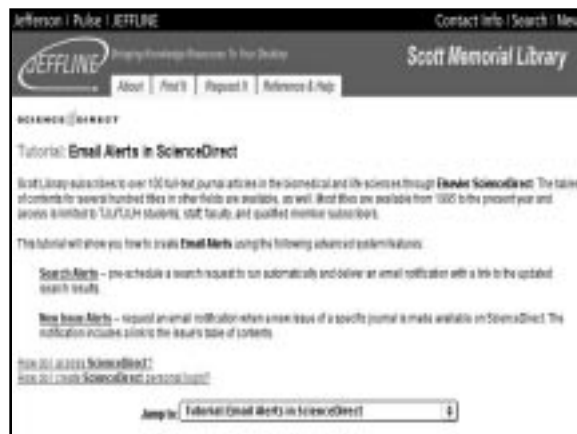 Jefferson | Pulse | JEFFLINE Contact Info | Search | New
JEFFLINE Bringing Knowledge Resources To Your Desktop Scott Memorial Library
About Find It Request It Reference & Help
SCIENCE DIRECT
Tutorial: Email Alerts in ScienceDirect
Scott Library subscribes to over 100 full-text journal articles in the biomedical and life sciences through Elsevier ScienceDirect. The tables
of contents for several hundred titles in other fields are available, as well. Most titles are available from 1995 to the present year and
access is limited to TJU/TJUH students, staff, faculty, and qualified member subscribers.
This tutorial will show you how to create Email Alerts using the following advanced system features:
Search Alerts – pre-schedule a search request to run automatically and deliver an email notification with a link to the updated
search results.
New Issue Alerts – request an email notification when a new issue of a specific journal is made available on ScienceDirect. The
notification includes a link to the issue's table of contents.
How do I access ScienceDirect?
How do I create ScienceDirect personal login?
Jump to: Tutorial: Email Alerts in ScienceDirect